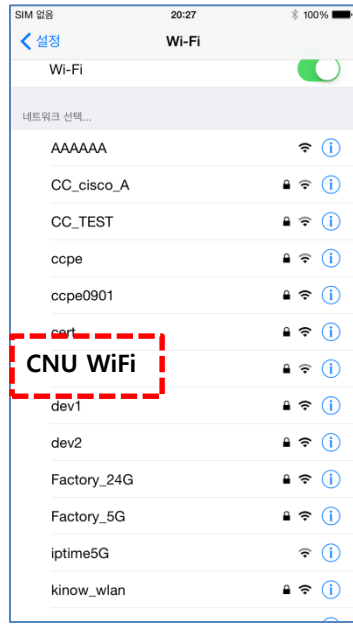 SIM 없음 20:27 100%
설정 Wi-Fi
Wi-Fi
네트워크 선택...
AAAAAA
CC_cisco_A
CC_TEST
ccpe
ccpe0901
cert
CNU WiFi
dev1
dev2
Factory_24G
Factory_5G
iptime5G
kinow_wlan